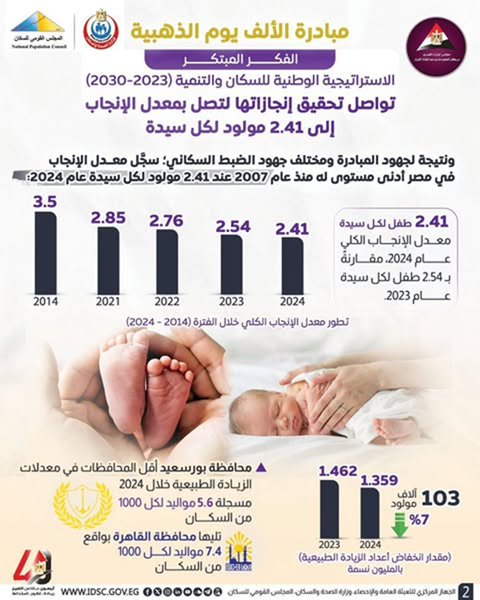 المجلس القومي للسكان
National Population Council
مبادرة الألف يوم الذهبية
الفكر المبتكر
الاستراتيجية الوطنية للسكان والتنمية (2023-2030)
تواصل تحقيق إنجازاتها لتصل بمعدل الإنجاب
إلى 2.41 مولود لكل سيدة
ونتيجة لجهود المبادرة ومختلف جهود الضبط السكاني؛ سجَّل معدل الإنجاب
في مصر أدنى مستوى له منذ عام 2007 عند 2.41 مولود لكل سيدة عام 2024:
2.41 طفل لكل سيدة
معدل الإنجاب الكلي
عام 2024، مقارنةً
بـ 2.54 طفل لكل سيدة
عام 2023.
3.5
2.85
2.76
2.54
2.41
2014
2021
2022
2023
2024
تطور معدل الإنجاب الكلي خلال الفترة (2014 - 2024)
محافظة بورسعيد أقل المحافظات في معدلات
الزيادة الطبيعية خلال 2024
مسجلة 5.6 مواليد لكل 1000
من السكان
تليها محافظة القاهرة بواقع
7.4 مواليد لكل 1000
من السكان
1.462
1.359
2023
2024
103 آلاف
مولود
%7
(مقدار انخفاض أعداد الزيادة الطبيعية)
بالمليون نسمة
2
الجهاز المركزي للتعبئة العامة والإحصاء، وزارة الصحة والسكان، المجلس القومي للسكان.
WWW.IDSC.GOV.EG